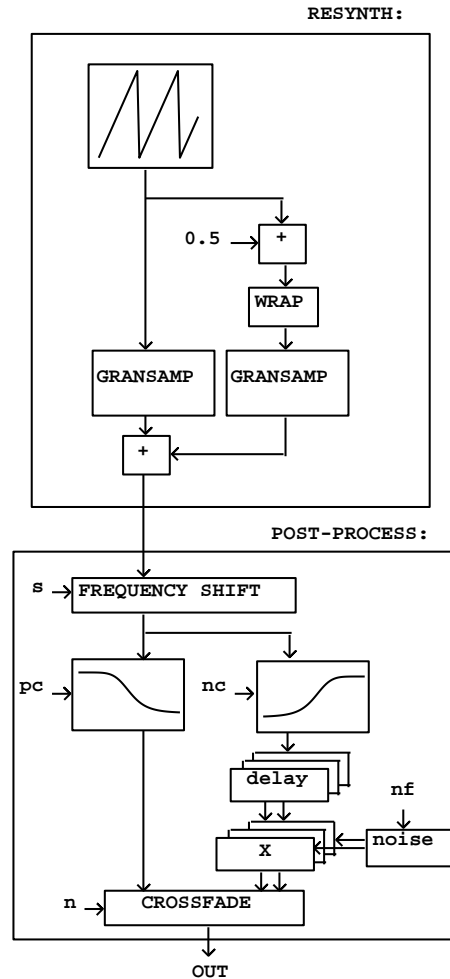 RESYNTH:
0.5
+
WRAP
GRANSAMP GRANSAMP
+
POST-PROCESS:
s
FREQUENCY SHIFT
pc
nc
delay
nf
noise
X
n
CROSSFADE
OUT